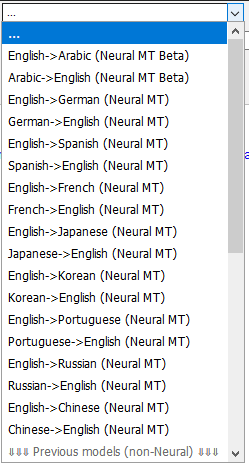 ...
...
English->Arabic (Neural MT Beta)
Arabic->English (Neural MT Beta)
English->German (Neural MT)
German->English (Neural MT)
English->Spanish (Neural MT)
Spanish->English (Neural MT)
English->French (Neural MT)
French->English (Neural MT)
English->Japanese (Neural MT)
Japanese->English (Neural MT)
English->Korean (Neural MT)
Korean->English (Neural MT)
English->Portuguese (Neural MT)
Portuguese->English (Neural MT)
English->Russian (Neural MT)
Russian->English (Neural MT)
English->Chinese (Neural MT)
Chinese->English (Neural MT)
⇩⇩⇩ Previous models (non-Neural) ⇩⇩⇩